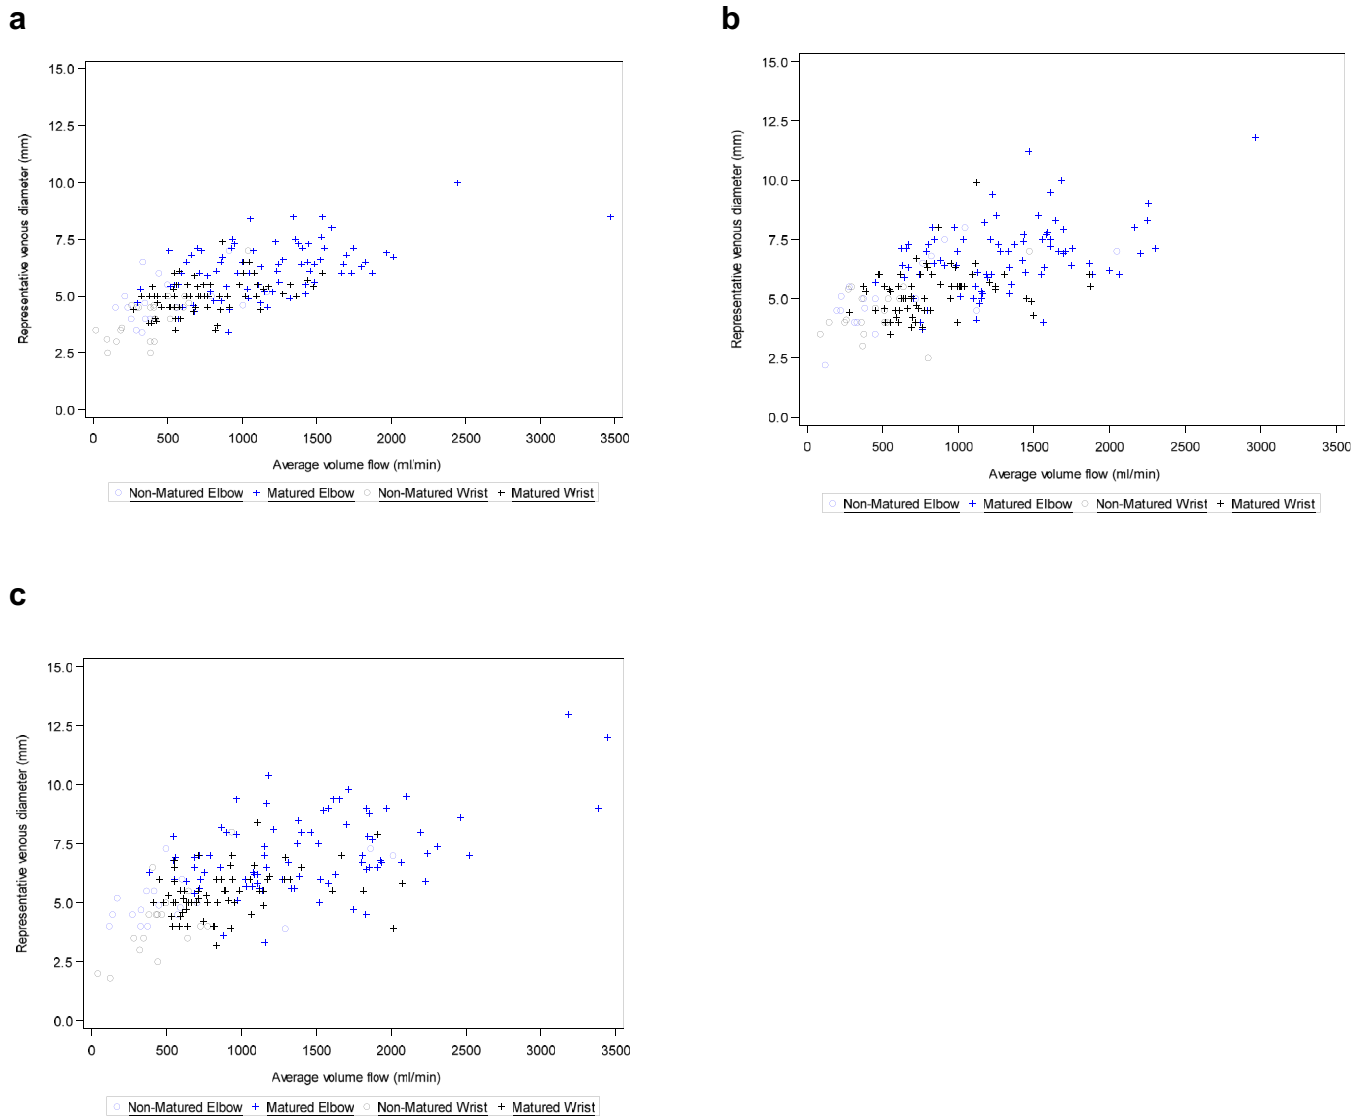 a
15.0
12.5
10.0
7.5
5.0
2.5
0.0
Representative venous diameter (mm)
0 500 1000 1500 2000 2500 3000 3500
Average volume flow (ml/min)
Non-Matured Elbow Matured Elbow Non-Matured Wrist Matured Wrist
b
15.0
12.5
10.0
7.5
5.0
2.5
0.0
Representative venous diameter (mm)
0 500 1000 1500 2000 2500 3000 3500
Average volume flow (ml/min)
Non-Matured Elbow Matured Elbow Non-Matured Wrist Matured Wrist
c
15.0
12.5
10.0
7.5
5.0
2.5
0.0
Representative venous diameter (mm)
0 500 1000 1500 2000 2500 3000 3500
Average volume flow (ml/min)
Non-Matured Elbow Matured Elbow Non-Matured Wrist Matured Wrist